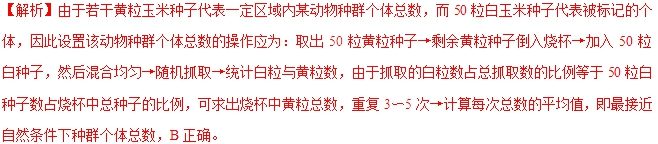 【解析】由于若干黄粒玉米种子代表一定区域内某动物种群个体总数，而 50 粒白玉米种子代表被标记的个
体，因此设置该动物种群个体总数的操作应为：取出 50 粒黄粒种子→剩余黄粒种子倒入烧杯→加入 50 粒
白种子，然后混合均匀→随机抓取→统计白粒与黄粒数，由于抓取的白粒数占总抓取数的比例等于 50 粒白
种子数占烧杯中总种子的比例，可求出烧杯中黄粒总数，重复 3∽5 次→计算每次总数的平均值，即最接近
自然条件下种群个体总数，B 正确。